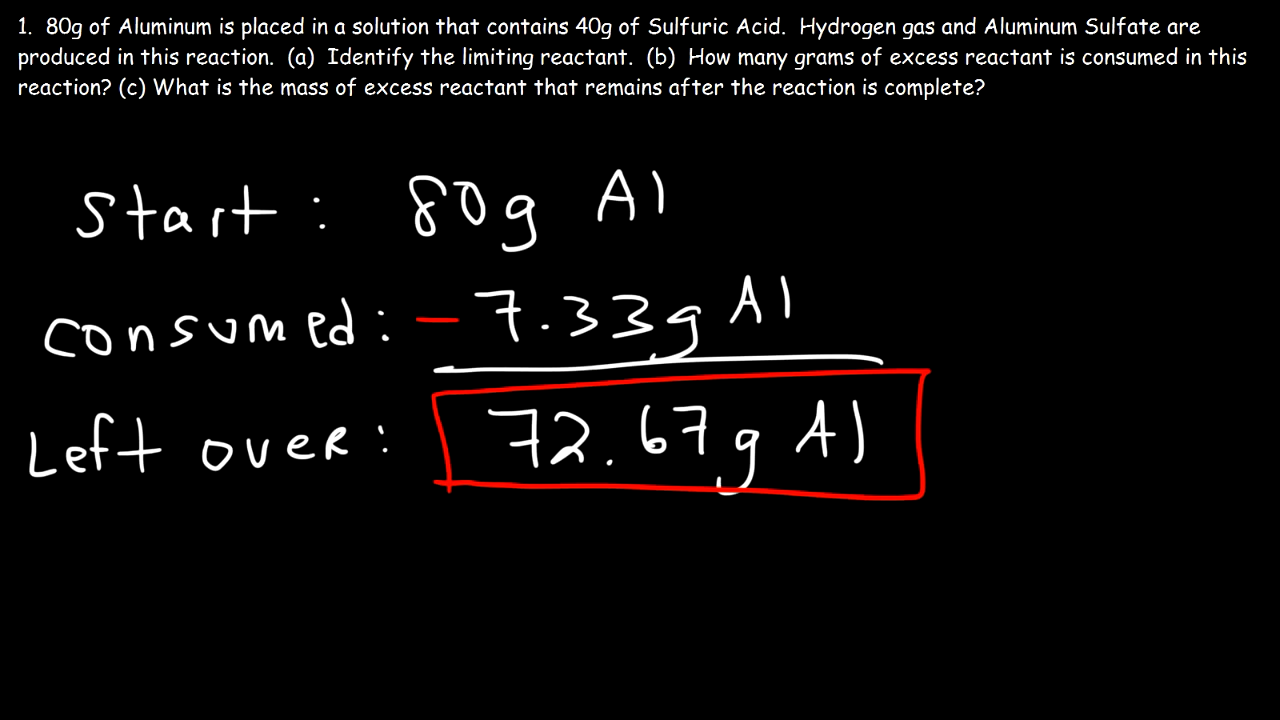 1. 80g of Aluminum is placed in a solution that contains 40g of Sulfuric Acid. Hydrogen gas and Aluminum Sulfate are
produced in this reaction. (a) Identify the limiting reactant. (b) How many grams of excess reactant is consumed in this
reaction? (c) What is the mass of excess reactant that remains after the reaction is complete?
Start: 80g Al
Consumed: - 7.33g Al
Left over: 72.67g Al